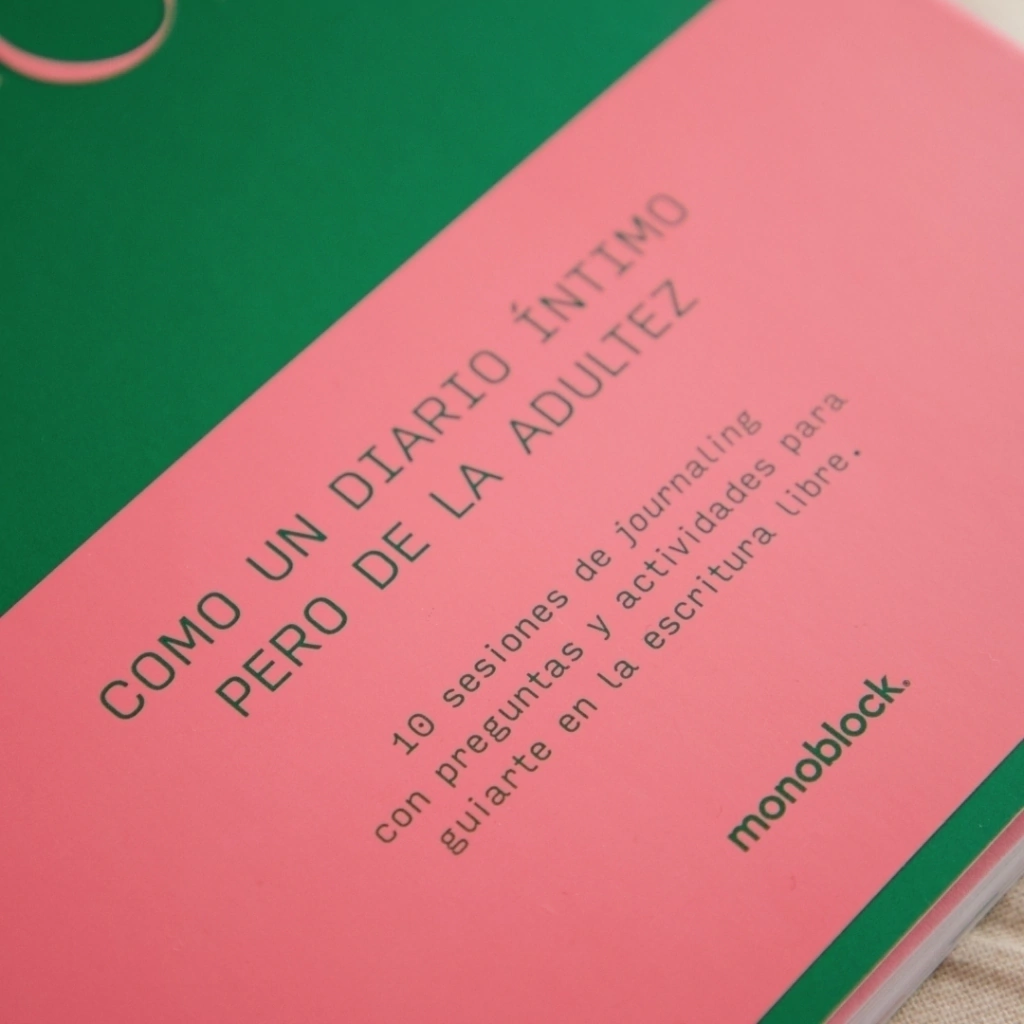 COMO UN DIARIO ÍNTIMO
PERO DE LA ADULTEZ
10 sesiones de journaling
con preguntas y actividades para
guiarte en la escritura libre.
monoblock.